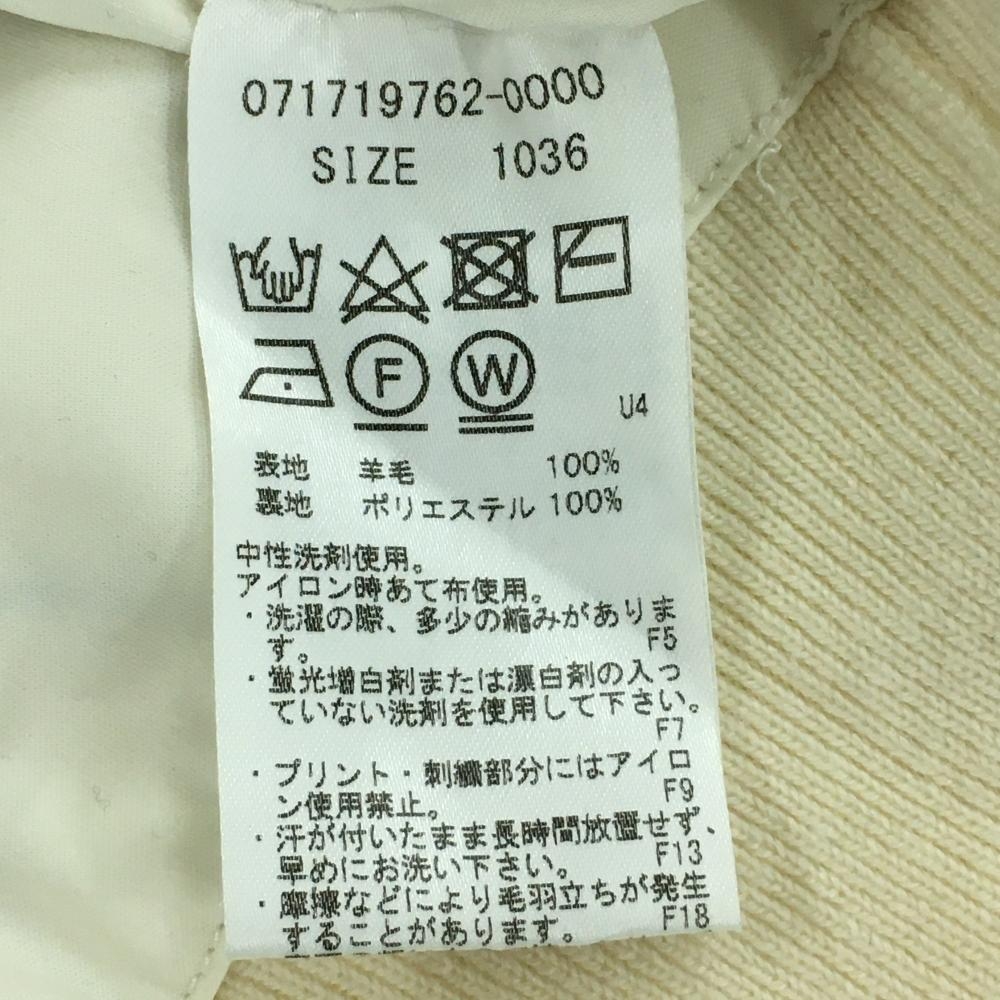 071719762-0000
SIZE 1036
F W
U4
表地 羊毛 100%
裏地 ポリエステル 100%
中性洗剤使用。
アイロン時あて布使用。
・洗濯の際、多少の縮みがありま
す。 F5
・蛍光増白剤または漂白剤の入っ
ていない洗剤を使用して下さい。
F7
・プリント・刺繍部分にはアイロ
ン使用禁止。 F9
・汗が付いたまま長時間放置せず、
早めにお洗い下さい。 F13
・摩擦などにより毛羽立ちが発生
することがあります。 F18